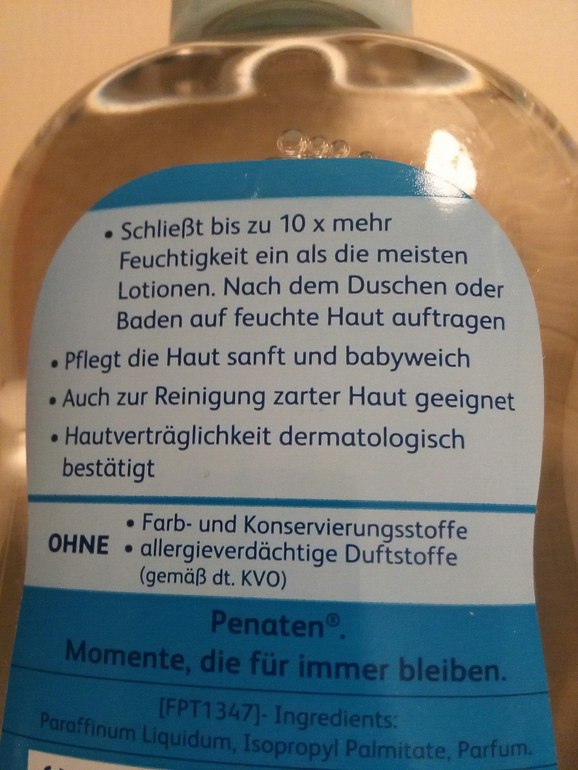 • Schließt bis zu 10 x mehr
Feuchtigkeit ein als die meisten
Lotionen. Nach dem Duschen oder
Baden auf feuchte Haut auftragen
• Pflegt die Haut sanft und babyweich
• Auch zur Reinigung zarter Haut geeignet
• Hautverträglichkeit dermatologisch
bestätigt
OHNE
• Farb- und Konservierungsstoffe
• allergieverdächtige Duftstoffe
(gemäß dt. KVO)
Penaten®.
Momente, die für immer bleiben.
[FPT1347]- Ingredients:
Paraffinum Liquidum, Isopropyl Palmitate, Parfum.